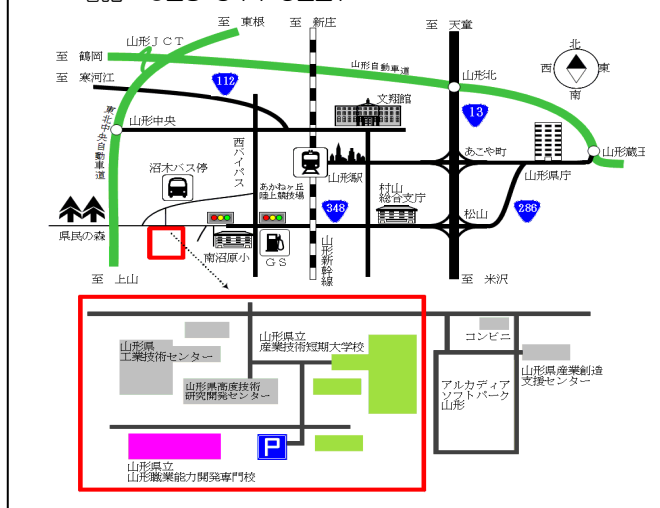 至 東根
至 新庄
至 天童
山形JCT
至 鶴岡
至 寒河江
112
山形自動車道
山形北
北
西
東
南
文翔館
13
東北中央自動車道
山形中央
西バイパス
沼木バス停
山形駅
あこや町
山形県庁
山形蔵王
あかねヶ丘
陸上競技場
村山
総合支庁
348
松山
286
県民の森
南沼原小
GS
山形新幹線
至 上山
至 米沢
山形県
工業技術センター
山形県立
産業技術短期大学校
山形県高度技術
研究開発センター
P
山形県立
山形職業能力開発専門校
コンビニ
アルカディア
ソフトパーク
山形
山形県産業創造
支援センター